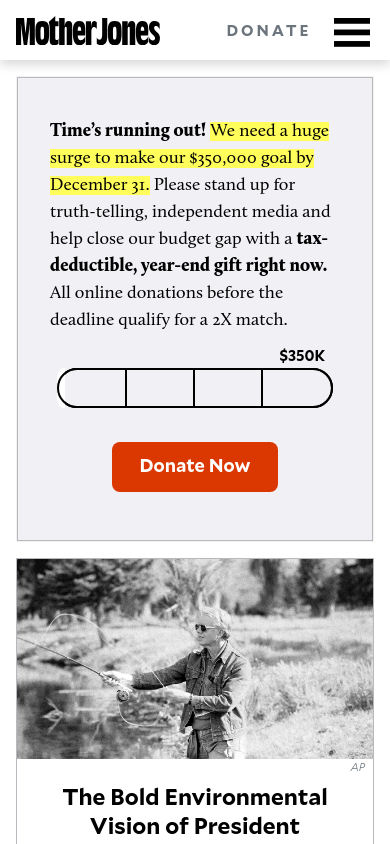 Mother Jones
DONATE
Time's running out! We need a huge
surge to make our $350,000 goal by
December 31. Please stand up for
truth-telling, independent media and
help close our budget gap with a tax-
deductible, year-end gift right now.
All online donations before the
deadline qualify for a 2X match.
$350K
Donate Now
AP
The Bold Environmental
Vision of President